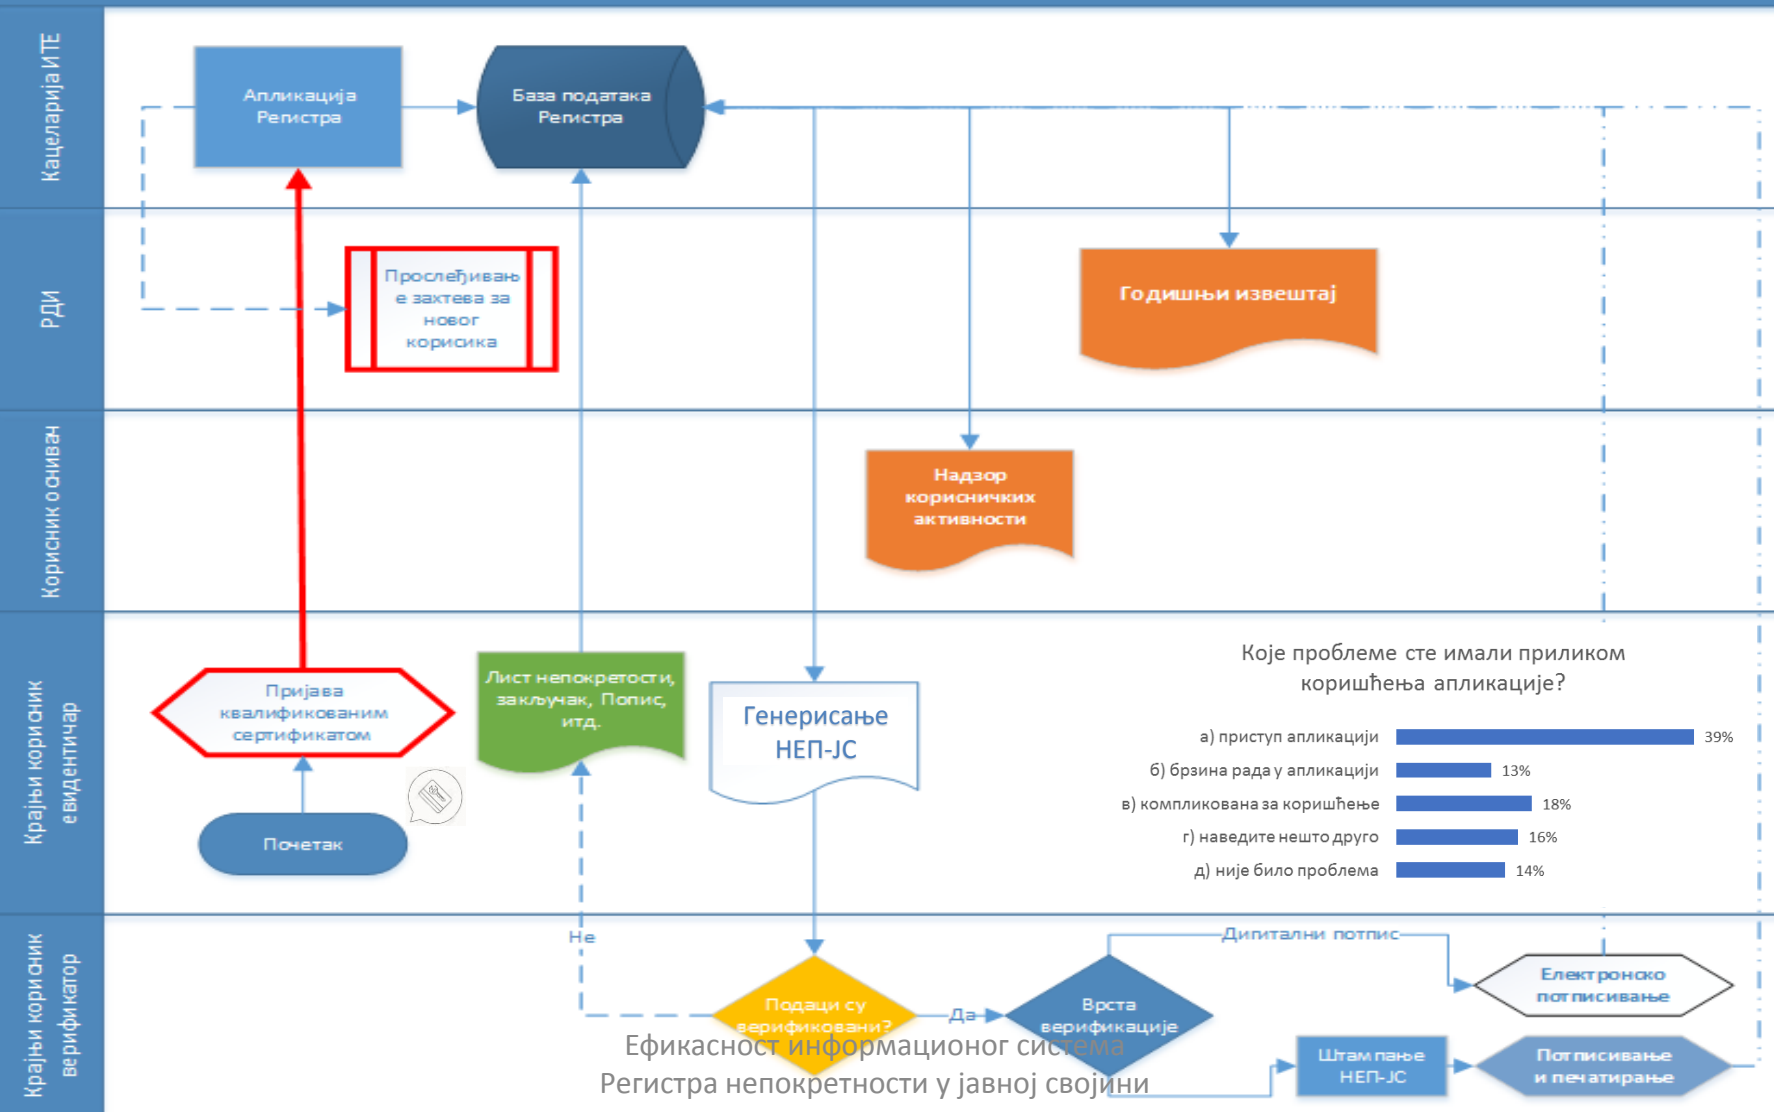 Кацеларија ИТЕ
Апликација
Регистра
База података
Регистра
РДИ
Прослеђивањ
е захтева за
новог
корисика
Годишњи извештај
Корисник оснивач
Надзор
корисничких
активности
Крајњи корисник
евидентичар
Пријава
квалификованим
сертификатом
Почетак
Лист непокретости,
закључак, Попис,
итд.
Генерисање
НЕП-ЈС
Које проблеме сте имали приликом
коришћења апликације?
а) приступ апликацији 39%
б) брзина рада у апликацији 13%
в) компликована за коришћење 18%
г) наведите нешто друго 16%
д) није било проблема 14%
Крајњи корисник
верификатор
Не
Подаци су
верификовани?
Да
Врста
верификације
Дигитални потпис
Електронско
потписивање
Штампање
НЕП-ЈС
Потписивање
и печатирање
Ефикасност информационог система
Регистра непокретности у јавној својини